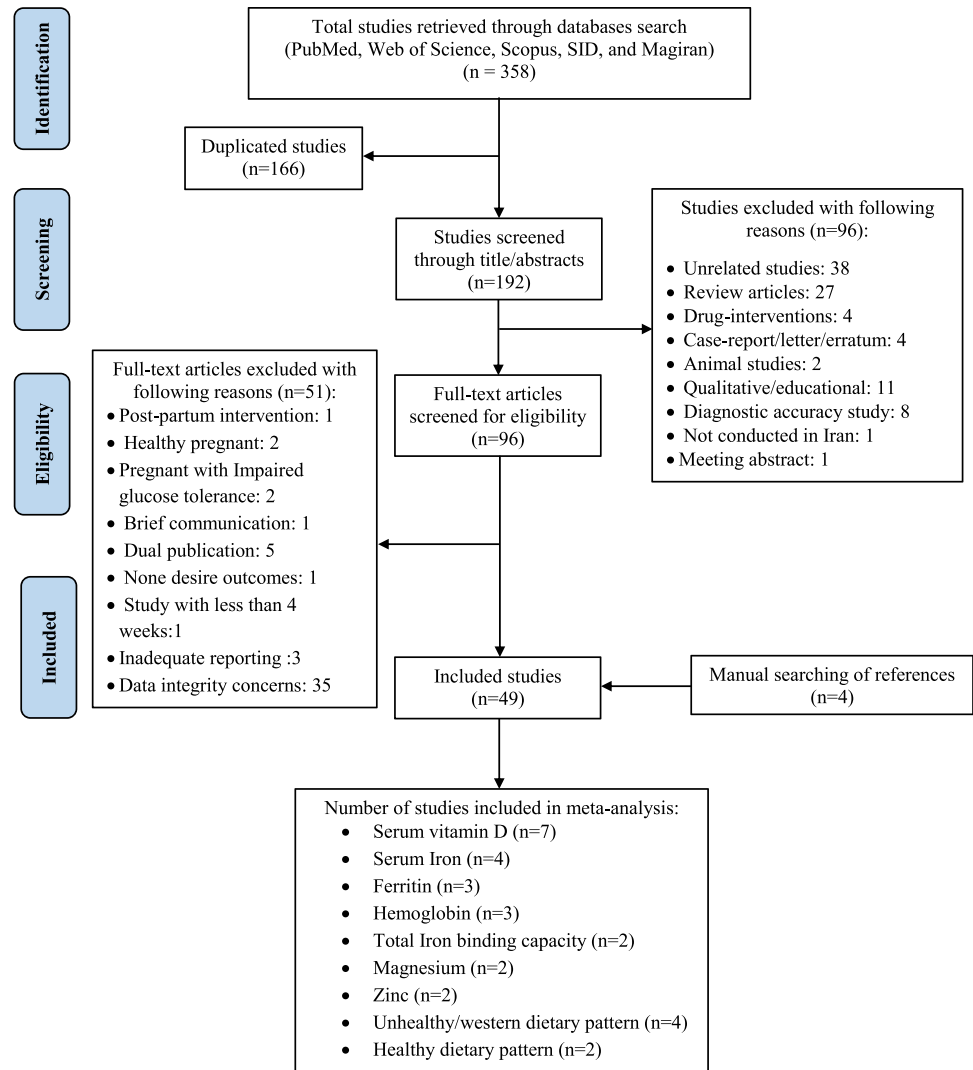 Identification
Total studies retrieved through databases search
(PubMed, Web of Science, Scopus, SID, and Magiran)
(n = 358)
Duplicated studies
(n=166)
Screening
Studies screened
through title/abstracts
(n=192)
Studies excluded with following
reasons (n=96):
• Unrelated studies: 38
• Review articles: 27
• Drug-interventions: 4
• Case-report/letter/erratum: 4
• Animal studies: 2
• Qualitative/educational: 11
• Diagnostic accuracy study: 8
• Not conducted in Iran: 1
• Meeting abstract: 1
Eligibility
Full-text articles
screened for eligibility
(n=96)
Full-text articles excluded with
following reasons (n=51):
• Post-partum intervention: 1
• Healthy pregnant: 2
• Pregnant with Impaired
glucose tolerance: 2
• Brief communication: 1
• Dual publication: 5
• None desire outcomes: 1
• Study with less than 4
weeks:1
• Inadequate reporting :3
• Data integrity concerns: 35
Included
Included studies
(n=49)
Manual searching of references
(n=4)
Number of studies included in meta-analysis:
• Serum vitamin D (n=7)
• Serum Iron (n=4)
• Ferritin (n=3)
• Hemoglobin (n=3)
• Total Iron binding capacity (n=2)
• Magnesium (n=2)
• Zinc (n=2)
• Unhealthy/western dietary pattern (n=4)
• Healthy dietary pattern (n=2)